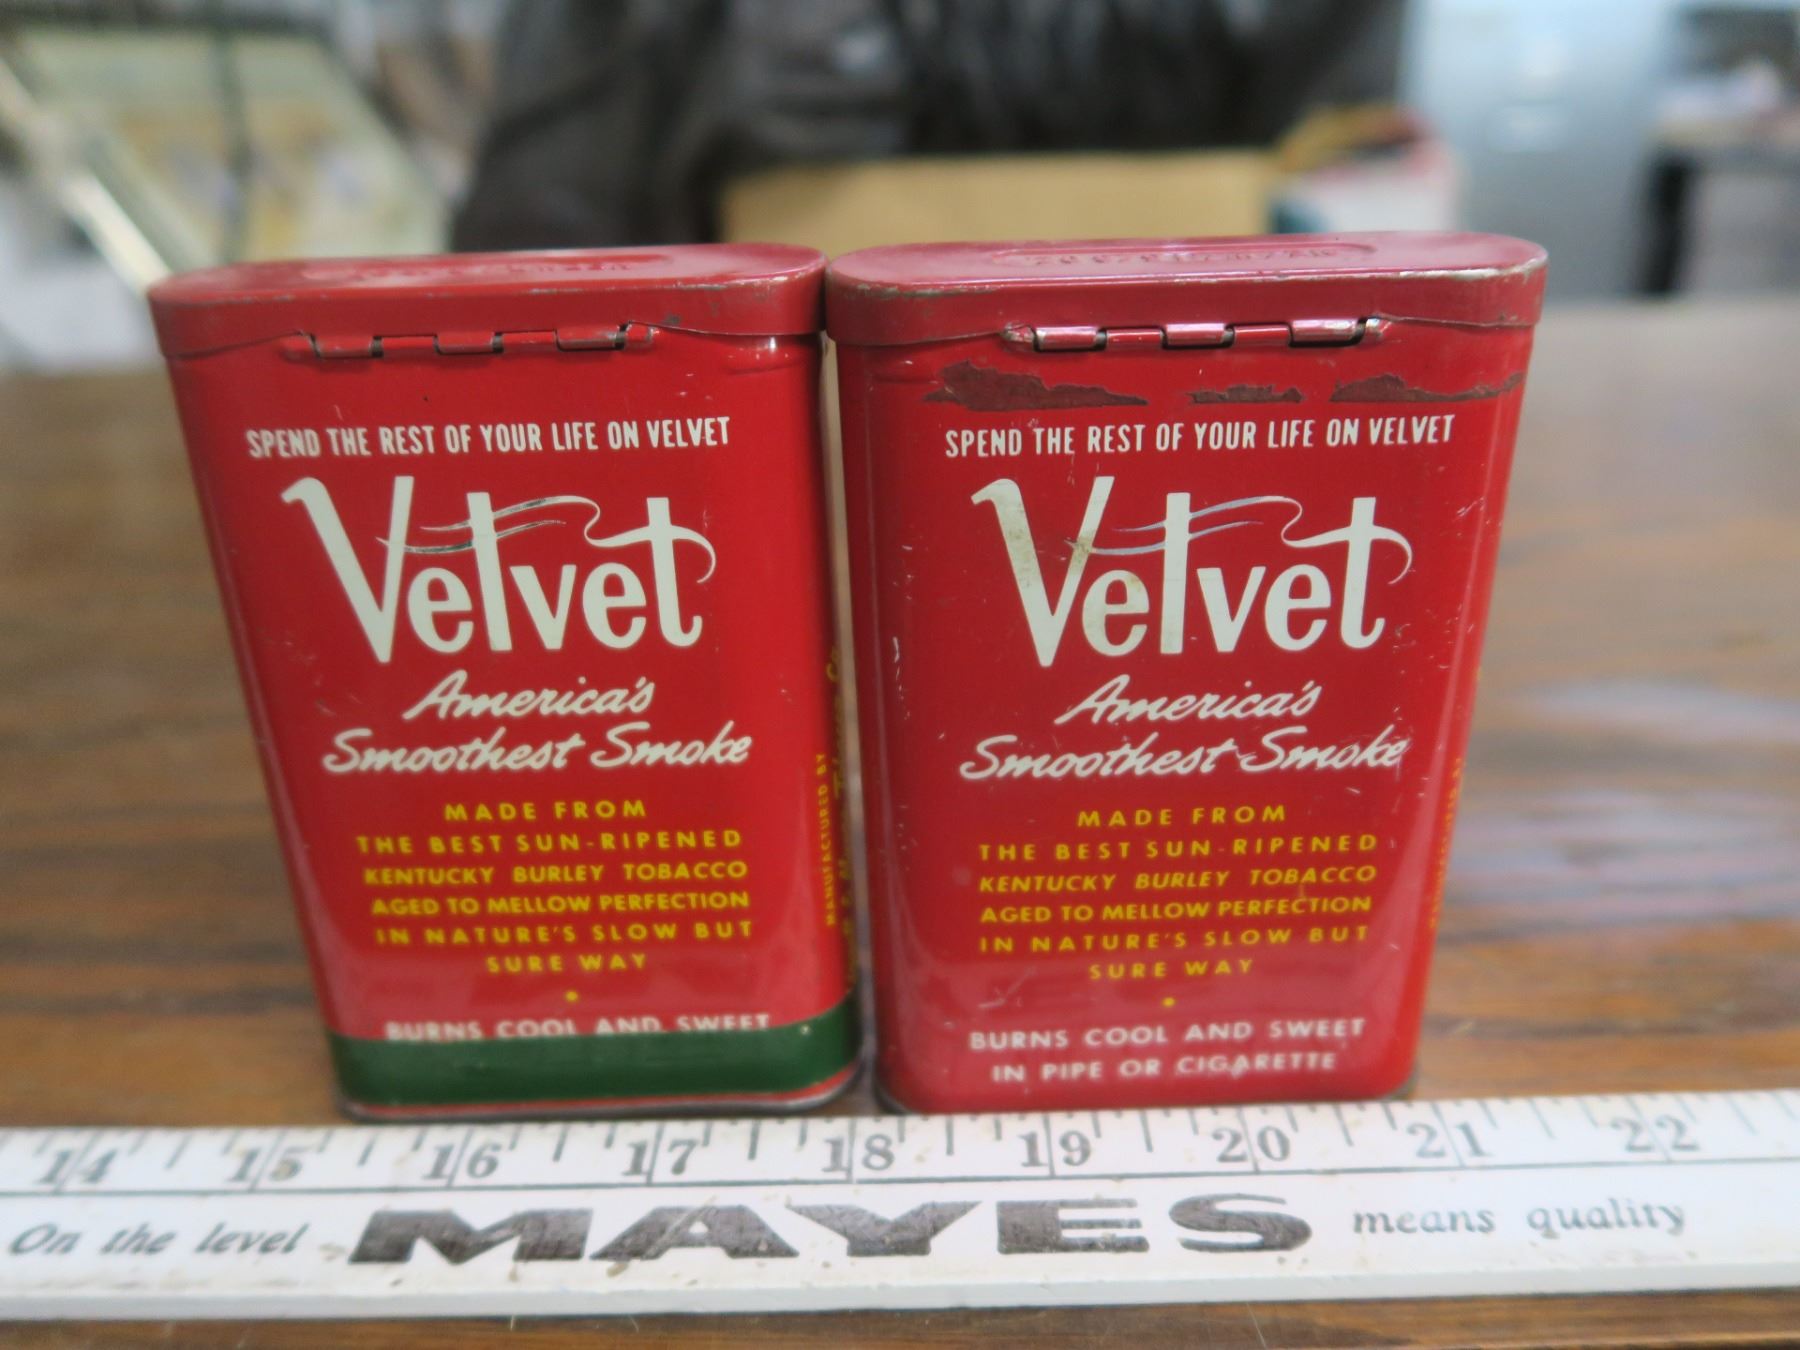 SPEND THE REST OF YOUR LIFE ON VELVET
Velvet
America's
Smoothest Smoke
MADE FROM
THE BEST SUN-RIPENED
KENTUCKY BURLEY TOBACCO
AGED TO MELLOW PERFECTION
IN NATURE'S SLOW BUT
SURE WAY
BURNS COOL AND SWEET
MANUFACTURED BY
SPEND THE REST OF YOUR LIFE ON VELVET
Velvet
America's
Smoothest Smoke
MADE FROM
THE BEST SUN-RIPENED
KENTUCKY BURLEY TOBACCO
AGED TO MELLOW PERFECTION
IN NATURE'S SLOW BUT
SURE WAY
BURNS COOL AND SWEET
IN PIPE OR CIGARETTE
14 15 16 17 18 19 20 21 22
On the level MAYES means quality